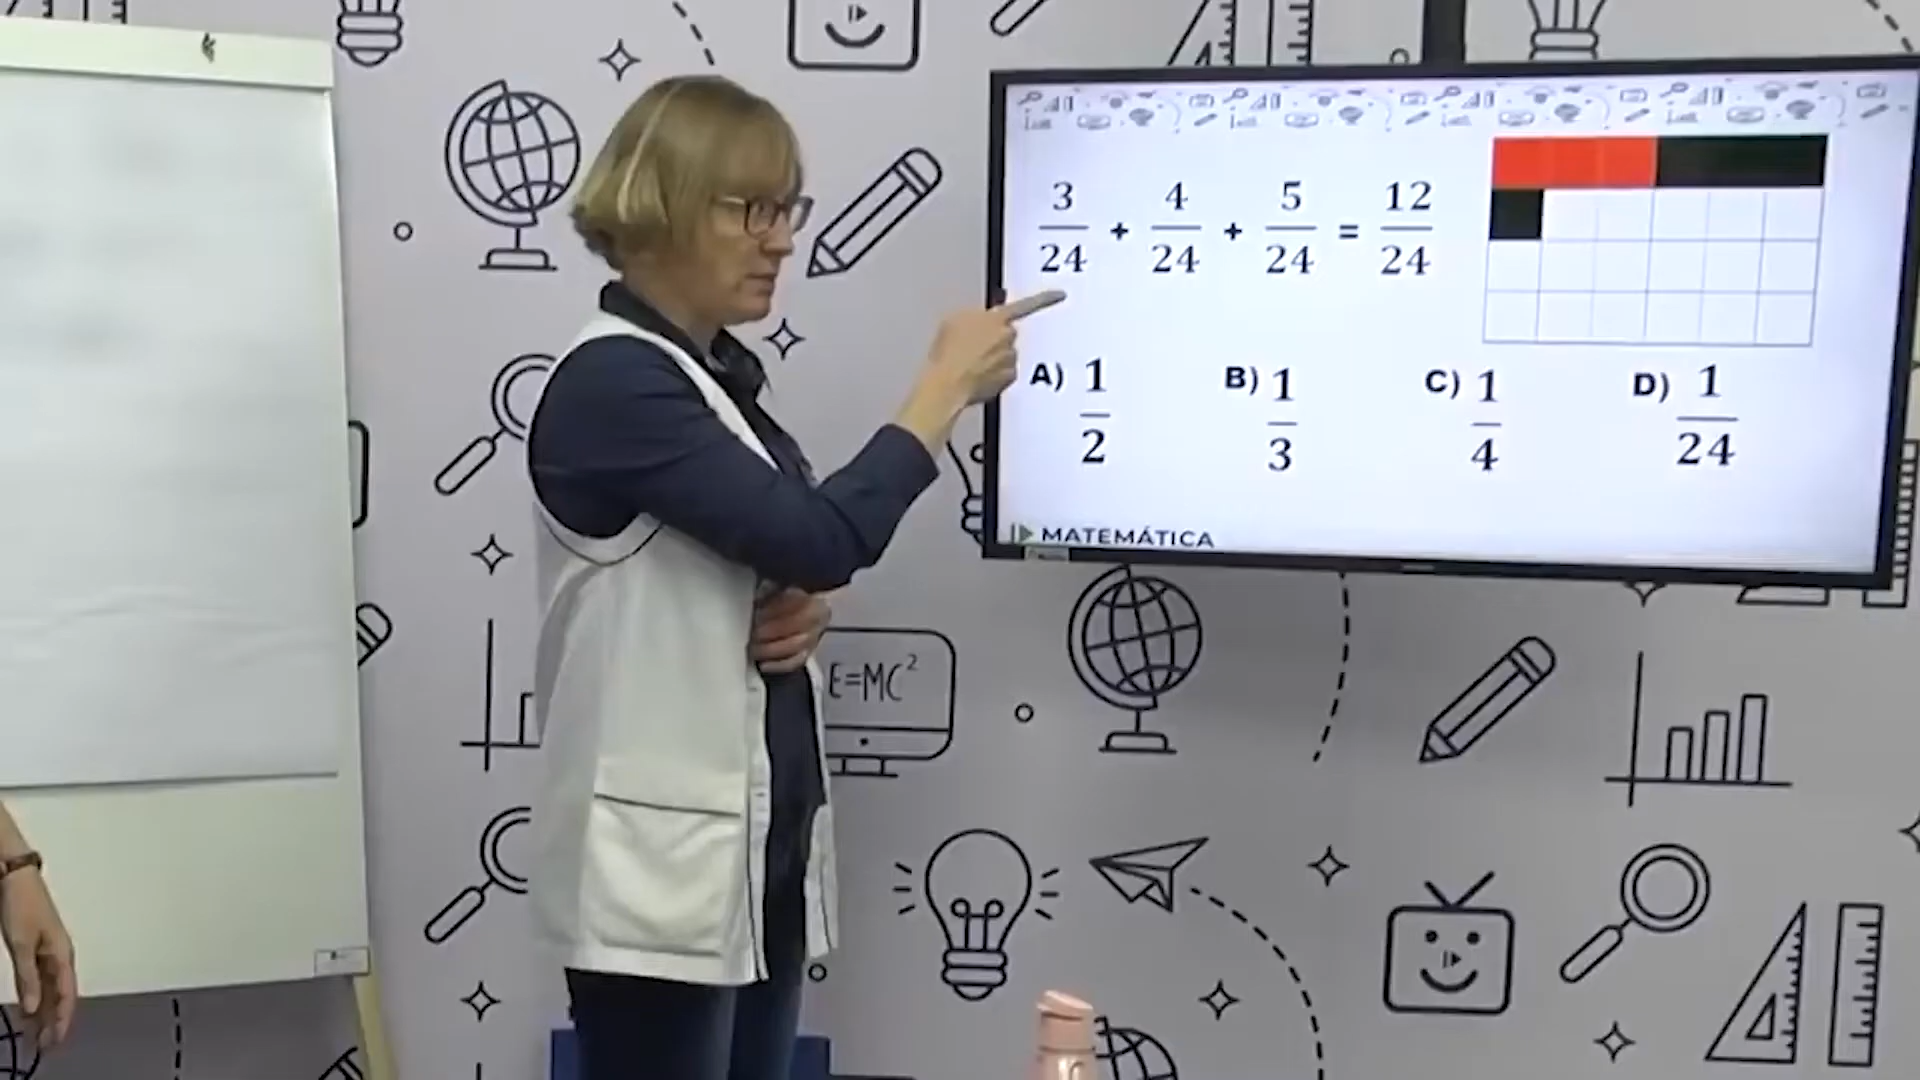 3/24 + 4/24 + 5/24 = 12/24
A) 1/2 B) 1/3 C) 1/4 D) 1/24
MATEMÁTICA
E=MC²